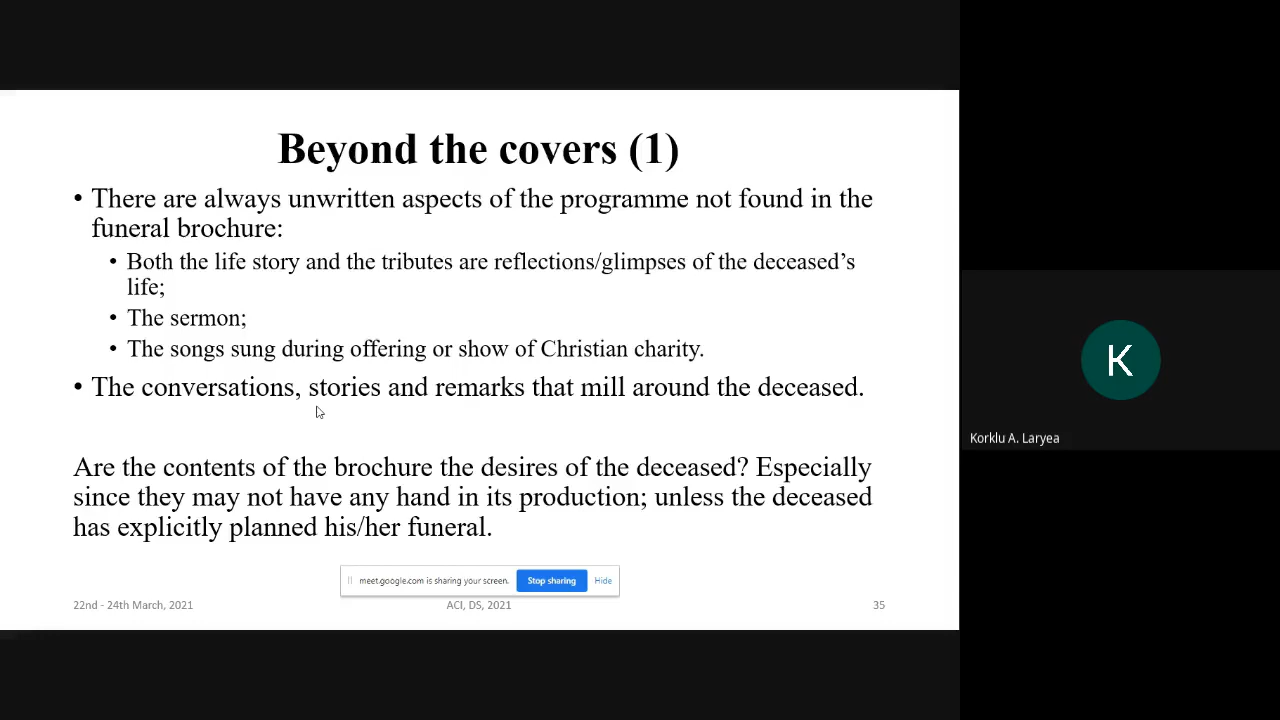 Beyond the covers (1)
• There are always unwritten aspects of the programme not found in the
funeral brochure:
• Both the life story and the tributes are reflections/glimpses of the deceased’s
life;
• The sermon;
• The songs sung during offering or show of Christian charity.
• The conversations, stories and remarks that mill around the deceased.
Are the contents of the brochure the desires of the deceased? Especially
since they may not have any hand in its production; unless the deceased
has explicitly planned his/her funeral.
meet.google.com is sharing your screen. Stop sharing Hide
22nd - 24th March, 2021 ACI, DS, 2021 35
K
Korklu A. Laryea